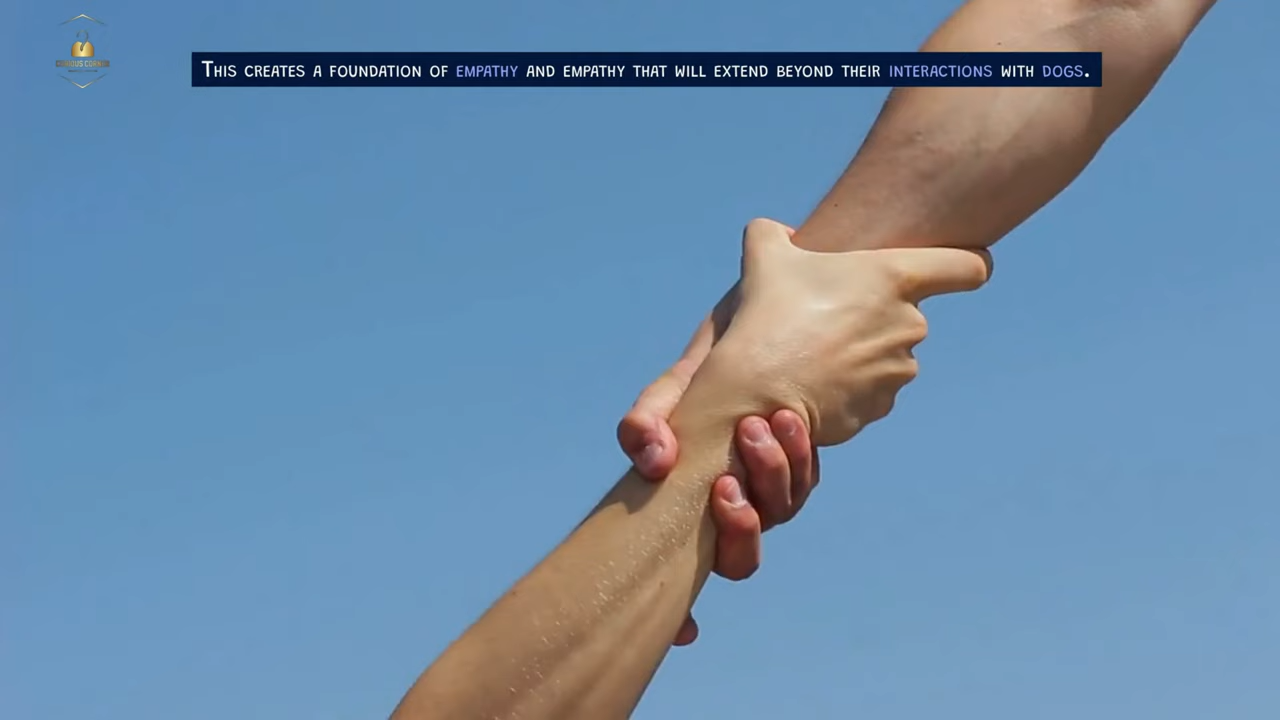 This creates a foundation of empathy and empathy that will extend beyond their interactions with dogs.